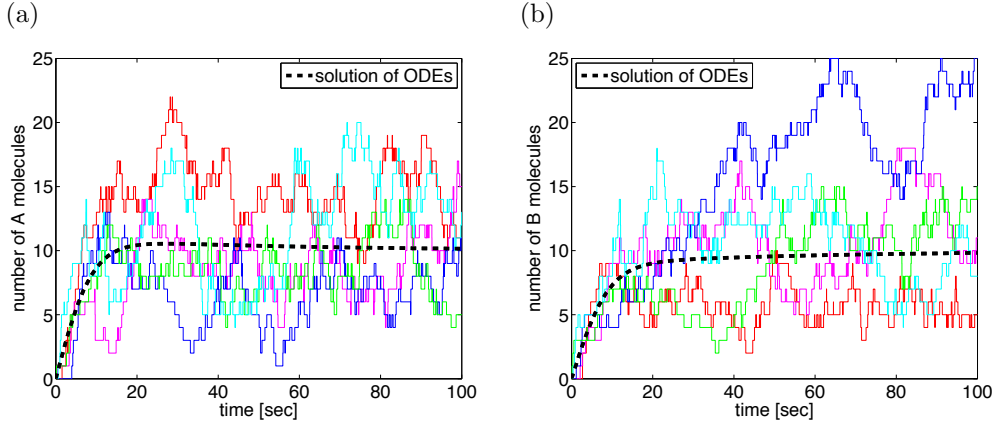 (a)
25
20
15
10
5
0
0 20 40 60 80 100
number of A molecules
time [sec]
solution of ODEs
(b)
25
20
15
10
5
0
0 20 40 60 80 100
number of B molecules
time [sec]
solution of ODEs